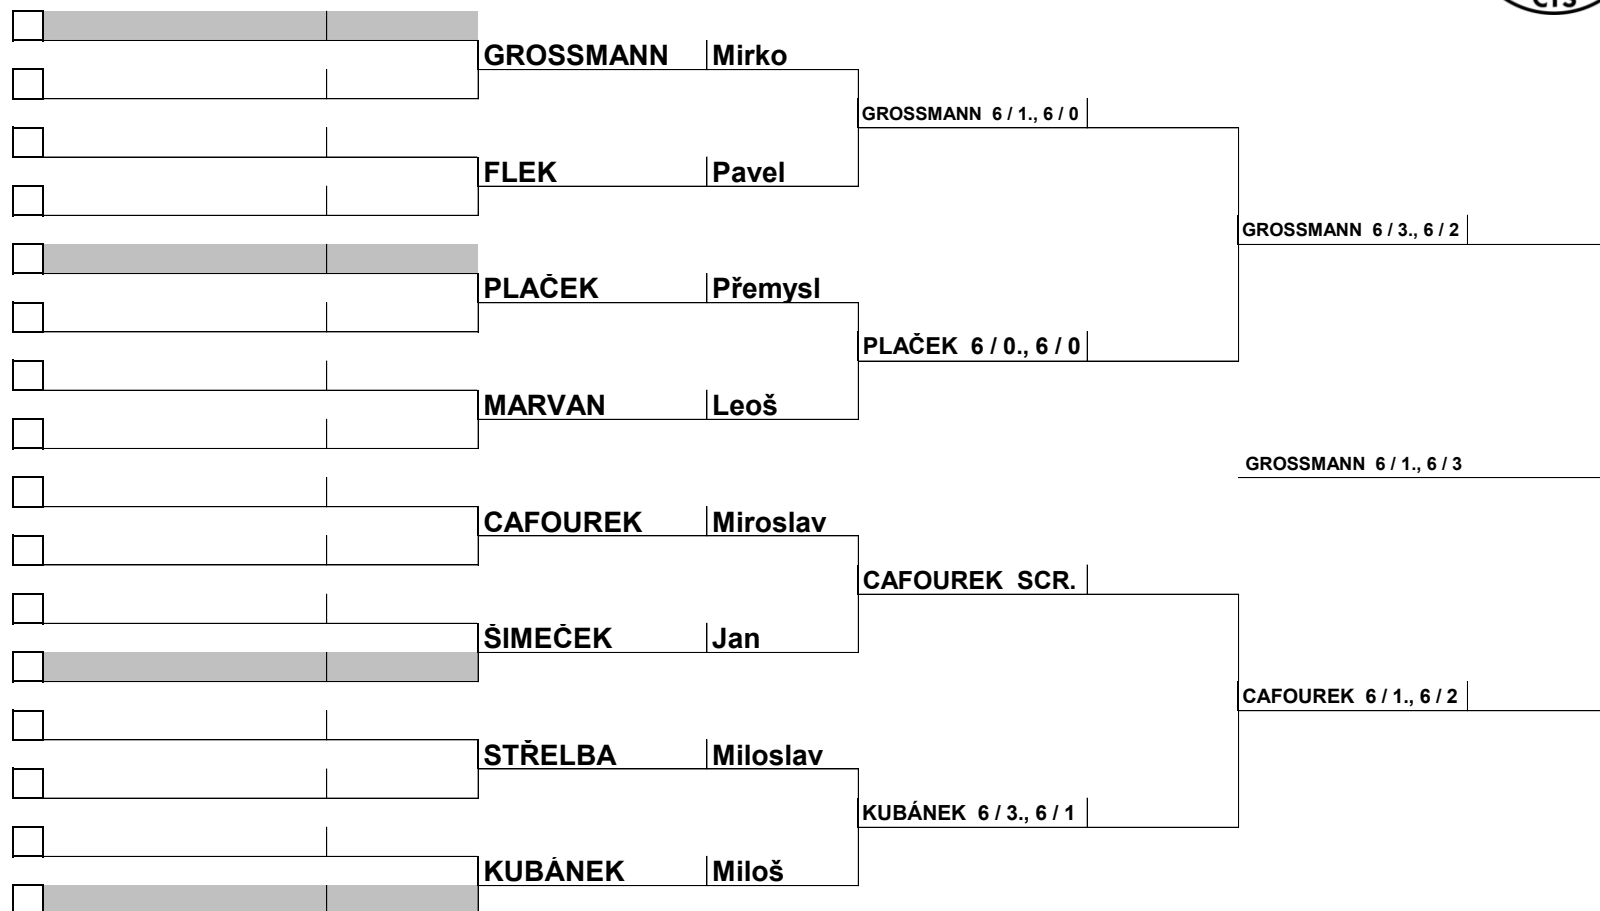 CTS
GROSSMANN Mirko
GROSSMANN 6 / 1., 6 / 0
FLEK Pavel
GROSSMANN 6 / 3., 6 / 2
PLAČEK Přemysl
PLAČEK 6 / 0., 6 / 0
MARVAN Leoš
GROSSMANN 6 / 1., 6 / 3
CAFOUREK Miroslav
CAFOUREK SCR.
ŠIMEČEK Jan
CAFOUREK 6 / 1., 6 / 2
STŘELBA Miloslav
KUBÁNEK 6 / 3., 6 / 1
KUBÁNEK Miloš